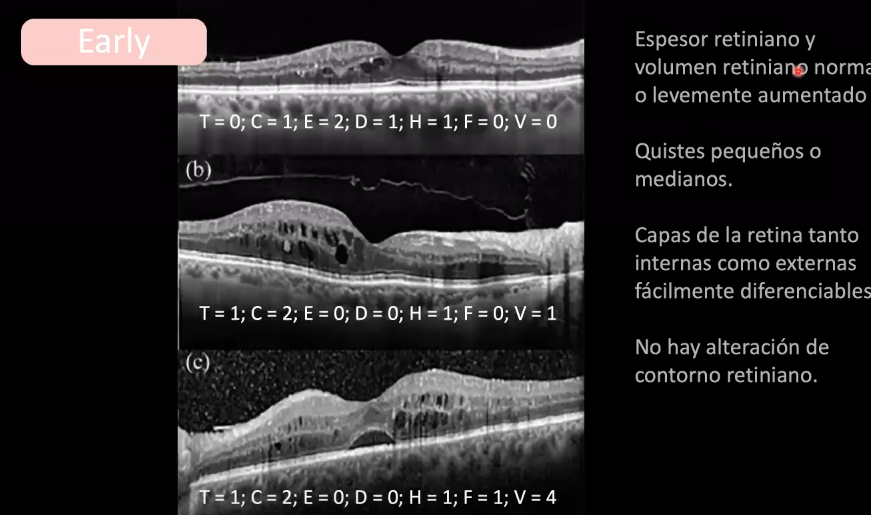 Early
T = 0; C = 1; E = 2; D = 1; H = 1; F = 0; V = 0
(b)
T = 1; C = 2; E = 0; D = 0; H = 1; F = 0; V = 1
(c)
T = 1; C = 2; E = 0; D = 0; H = 1; F = 1; V = 4
Espesor retiniano y
volumen retiniano norma
o levemente aumentado
Quistes pequeños o
medianos.
Capas de la retina tanto
internas como externas
fácilmente diferenciables
No hay alteración de
contorno retiniano.